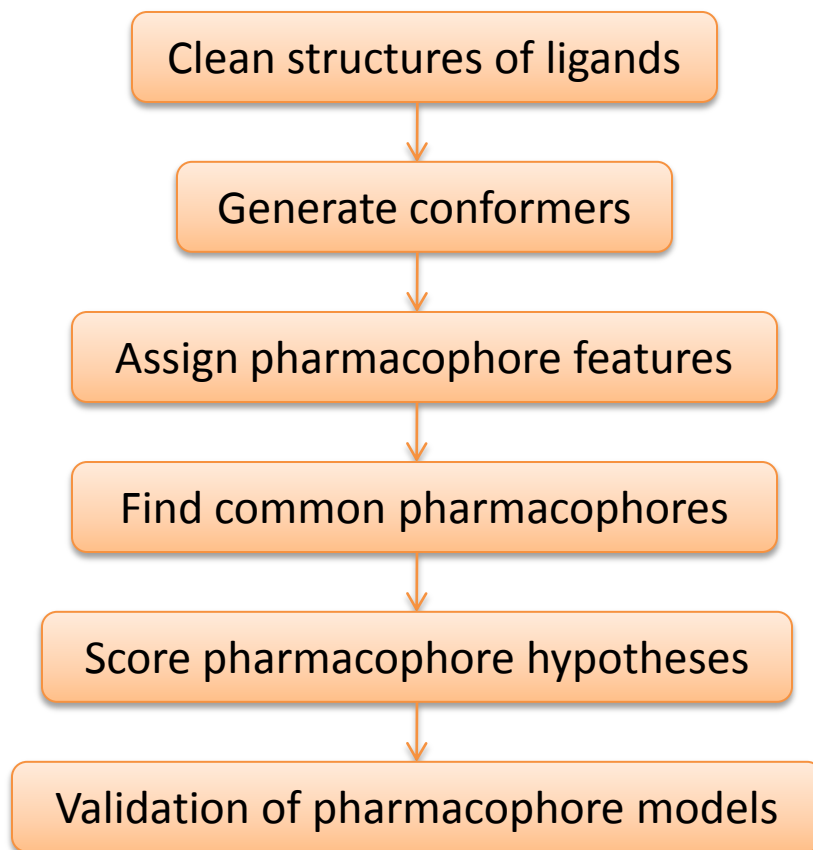 Clean structures of ligands
Generate conformers
Assign pharmacophore features
Find common pharmacophores
Score pharmacophore hypotheses
Validation of pharmacophore models